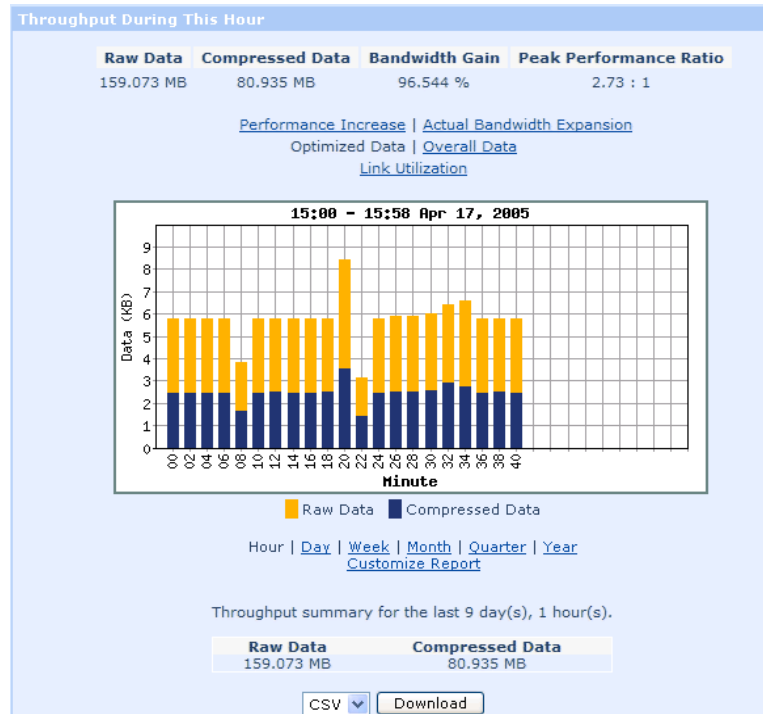 Throughput During This Hour
Raw Data Compressed Data Bandwidth Gain Peak Performance Ratio
159.073 MB 80.935 MB 96.544 % 2.73 : 1
Performance Increase | Actual Bandwidth Expansion
Optimized Data | Overall Data
Link Utilization
15:00 - 15:58 Apr 17, 2005
Data (KB)
9
8
7
6
5
4
3
2
1
0
00 02 04 06 08 10 12 14 16 18 20 22 24 26 28 30 32 34 36 38 40
Minute
Raw Data Compressed Data
Hour | Day | Week | Month | Quarter | Year
Customize Report
Throughput summary for the last 9 day(s), 1 hour(s).
Raw Data Compressed Data
159.073 MB 80.935 MB
CSV Download